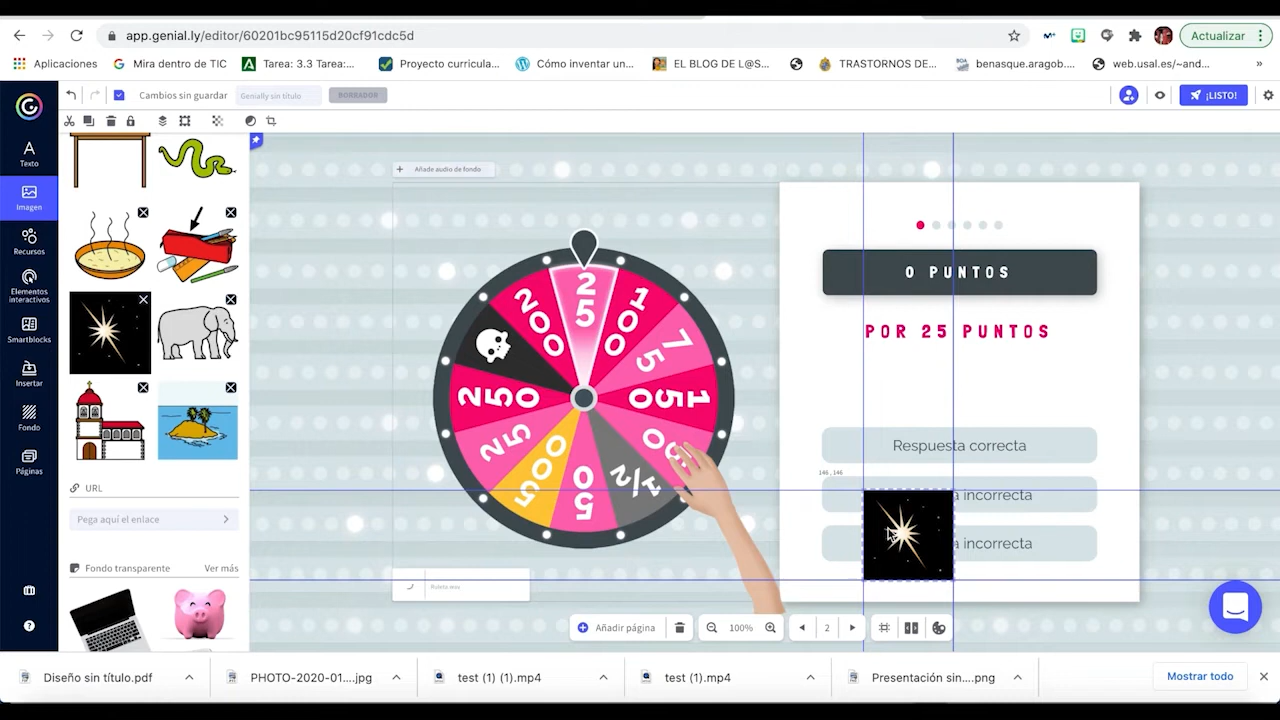 app.genial.ly/editor/60201bc95115d20cf91cdc5d
Actualizar
Aplicaciones
Mira dentro de TIC
Tarea: 3.3 Tarea:...
Proyecto curricula...
Cómo inventar un...
EL BLOG DE L@S...
TRASTORNOS DE...
benasque.aragob....
web.usal.es/~and...
»
Cambios sin guardar
Genially sin título
BORRADOR
¡LISTO!
Texto
Imagen
Recursos
Elementos
interactivos
Smartblocks
Insertar
Fondo
Páginas
URL
Pega aquí el enlace
Fondo transparente
Ver más
Añade audio de fondo
25
100
75
150
1/2
50
500
25
250
200
0 PUNTOS
POR 25 PUNTOS
Respuesta correcta
146 , 146
a incorrecta
a incorrecta
Añadir página
100%
2
Diseño sin título.pdf
PHOTO-2020-01....jpg
test (1) (1).mp4
test (1).mp4
Presentación sin....png
Mostrar todo